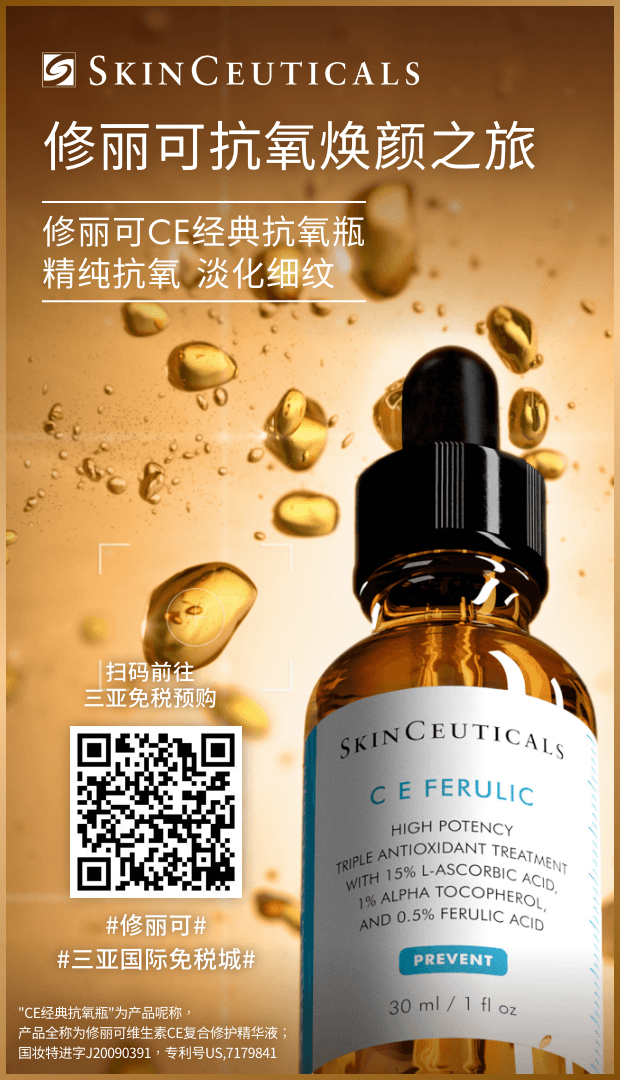 SKINCEUTICALS
修丽可抗氧焕颜之旅
修丽可CE经典抗氧瓶
精纯抗氧 淡化细纹
扫码前往
三亚免税预购
#修丽可#
#三亚国际免税城#
"CE经典抗氧瓶"为产品呢称，
产品全称为修丽可维生素CE复合修护精华液；
国妆特进字J20090391，专利号US,7179841
SKINCEUTICALS
C E FERULIC
HIGH POTENCY
TRIPLE ANTIOXIDANT TREATMENT
WITH 15% L-ASCORBIC ACID,
1% ALPHA TOCOPHEROL,
AND 0.5% FERULIC ACID
PREVENT
30 ml / 1 fl oz